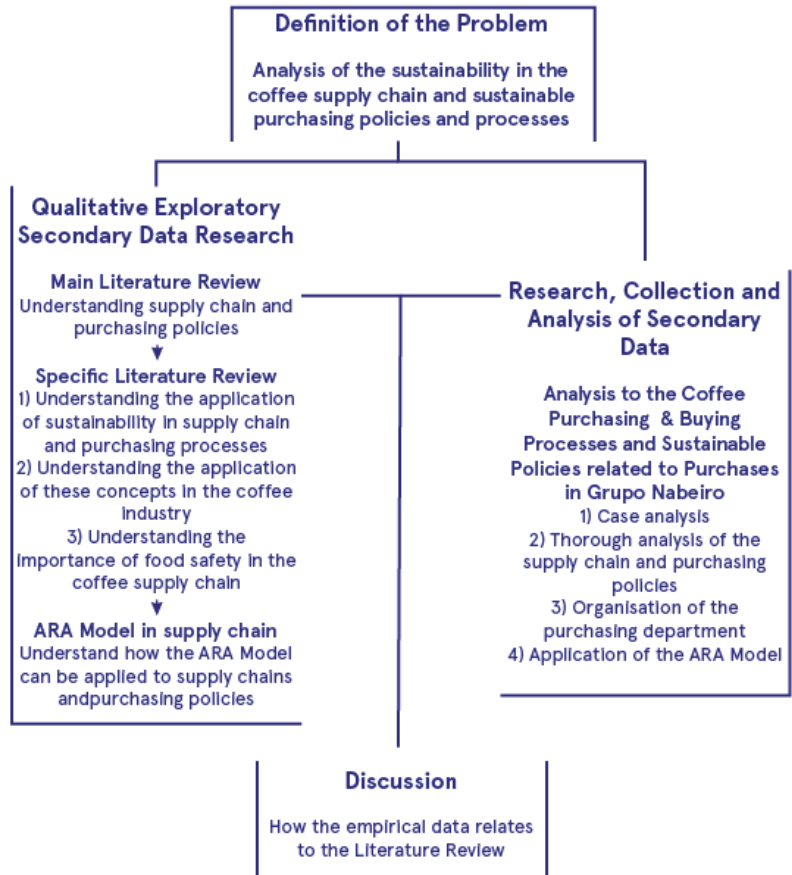 Definition of the Problem
Analysis of the sustainability in the
coffee supply chain and sustainable
purchasing policies and processes
Qualitative Exploratory
Secondary Data Research
Main Literature Review
Understanding supply chain and
purchasing policies
Specific Literature Review
1) Understanding the application
of sustainability in supply chain
and purchasing processes
2) Understanding the application
of these concepts in the coffee
industry
3) Understanding the
importance of food safety in the
coffee supply chain
ARA Model in supply chain
Understand how the ARA Model
can be applied to supply chains
andpurchasing policies
Research, Collection and
Analysis of Secondary
Data
Analysis to the Coffee
Purchasing & Buying
Processes and Sustainable
Policies related to Purchases
in Grupo Nabeiro
1) Case analysis
2) Thorough analysis of the
supply chain and purchasing
policies
3) Organisation of the
purchasing department
4) Application of the ARA Model
Discussion
How the empirical data relates
to the Literature Review